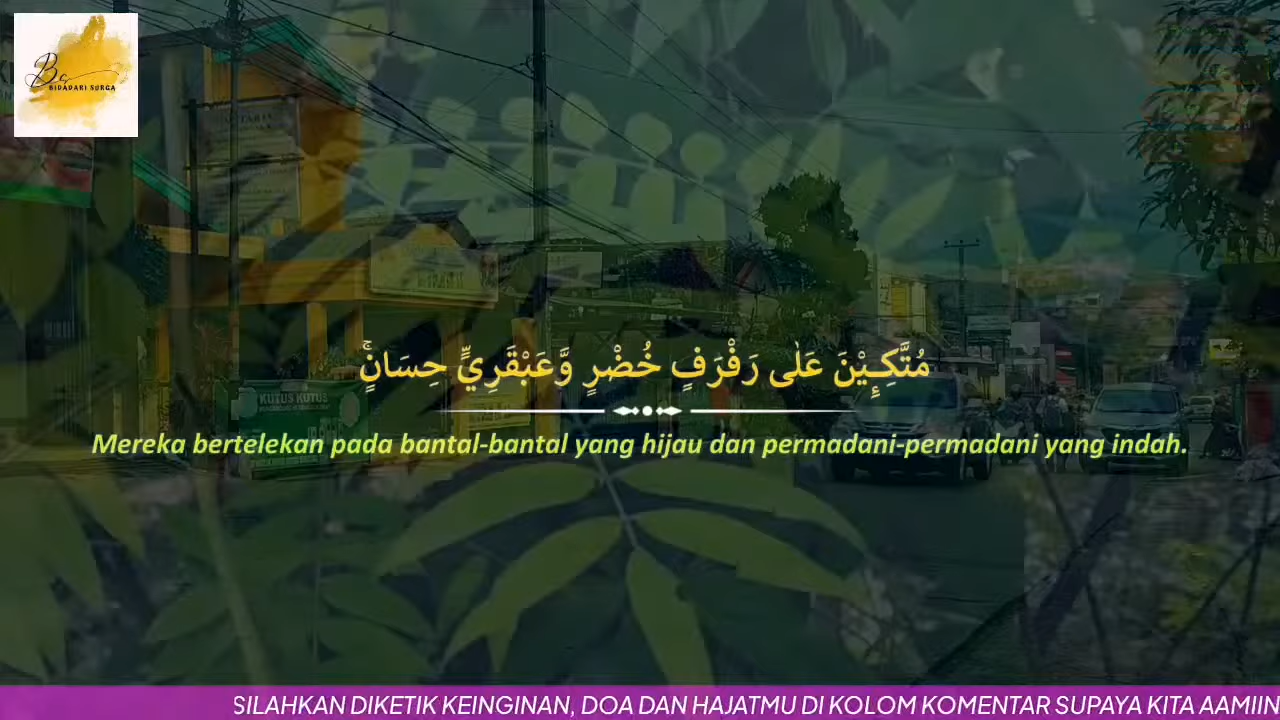 BIDADARI SURGA
KUTUS KUTUS
مُتَّكِـِٕيْنَ عَلٰى رَفْرَفٍ خُضْرٍ وَّعَبْقَرِيٍّ حِسَانٍۚ
Mereka bertelekan pada bantal-bantal yang hijau dan permadani-permadani yang indah.
SILAHKAN DIKETIK KEINGINAN, DOA DAN HAJATMU DI KOLOM KOMENTAR SUPAYA KITA AAMIIN